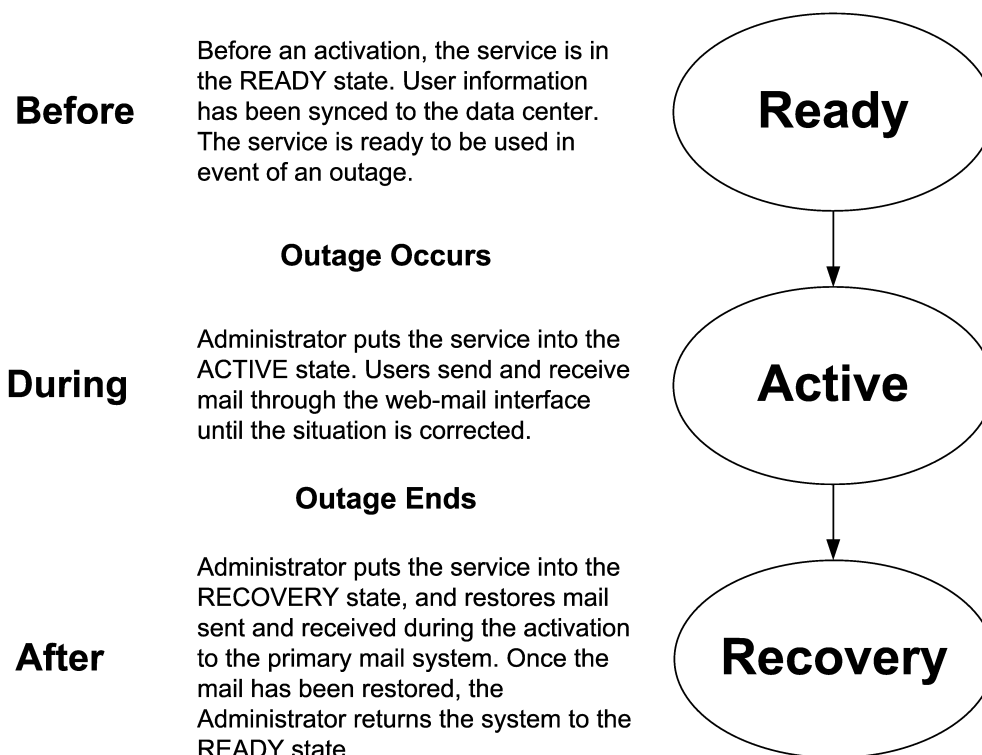 Before
Before an activation, the service is in
the READY state. User information
has been synced to the data center.
The service is ready to be used in
event of an outage.
Ready
Outage Occurs
During
Administrator puts the service into the
ACTIVE state. Users send and receive
mail through the web-mail interface
until the situation is corrected.
Active
Outage Ends
After
Administrator puts the service into the
RECOVERY state, and restores mail
sent and received during the activation
to the primary mail system. Once the
mail has been restored, the
Administrator returns the system to the
READY state.
Recovery